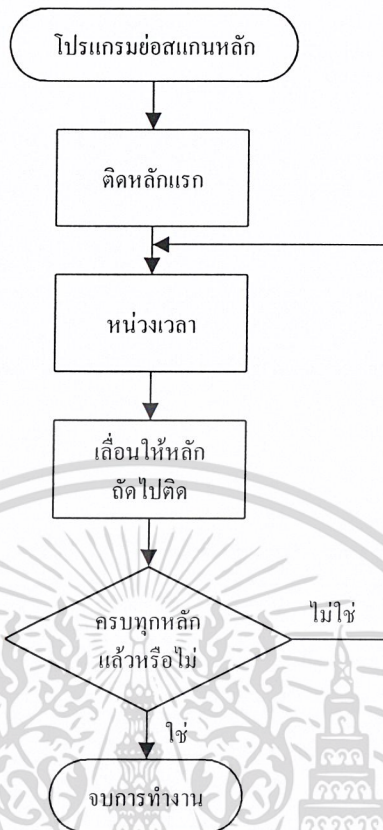 โปรแกรมย่อสแกนหลัก
ติดหลักแรก
หน่วงเวลา
เลื่อนให้หลัก
ถัดไปติด
ครบทุกหลัก
แล้วหรือไม่
ไม่ใช่
ใช่
จบการทำงาน